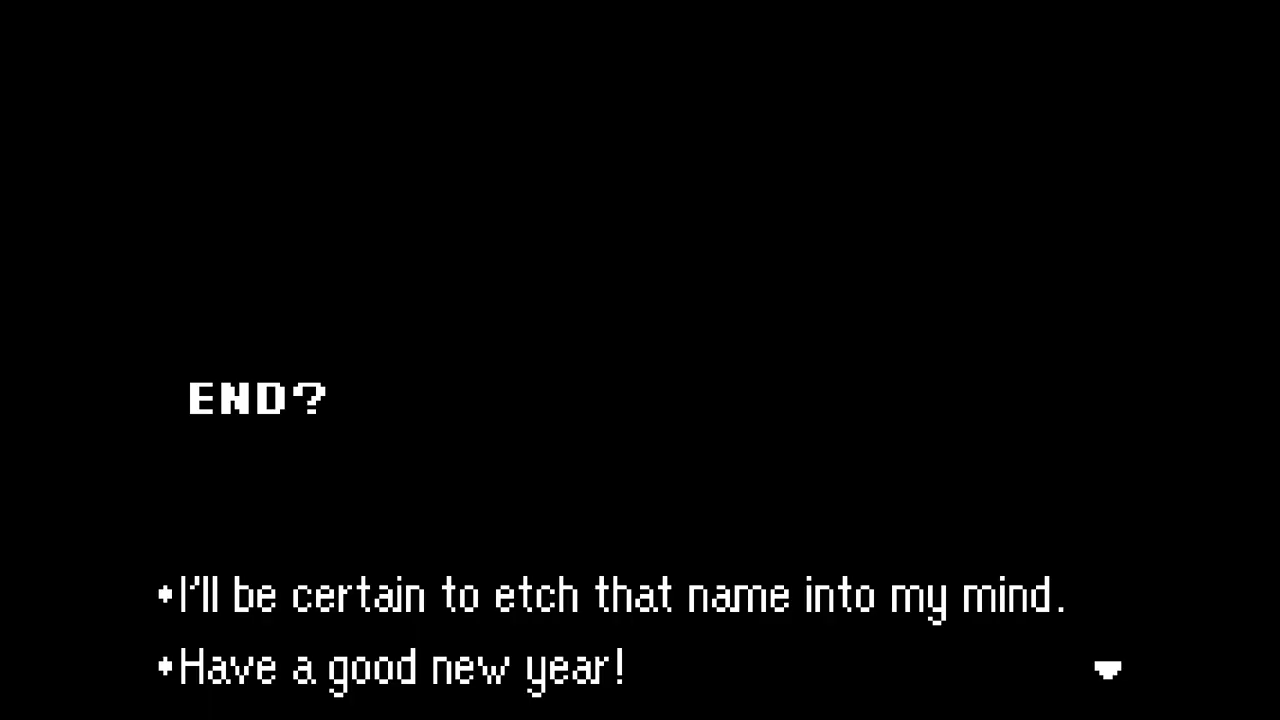 END?
•I'll be certain to etch that name into my mind.
•Have a good new year!